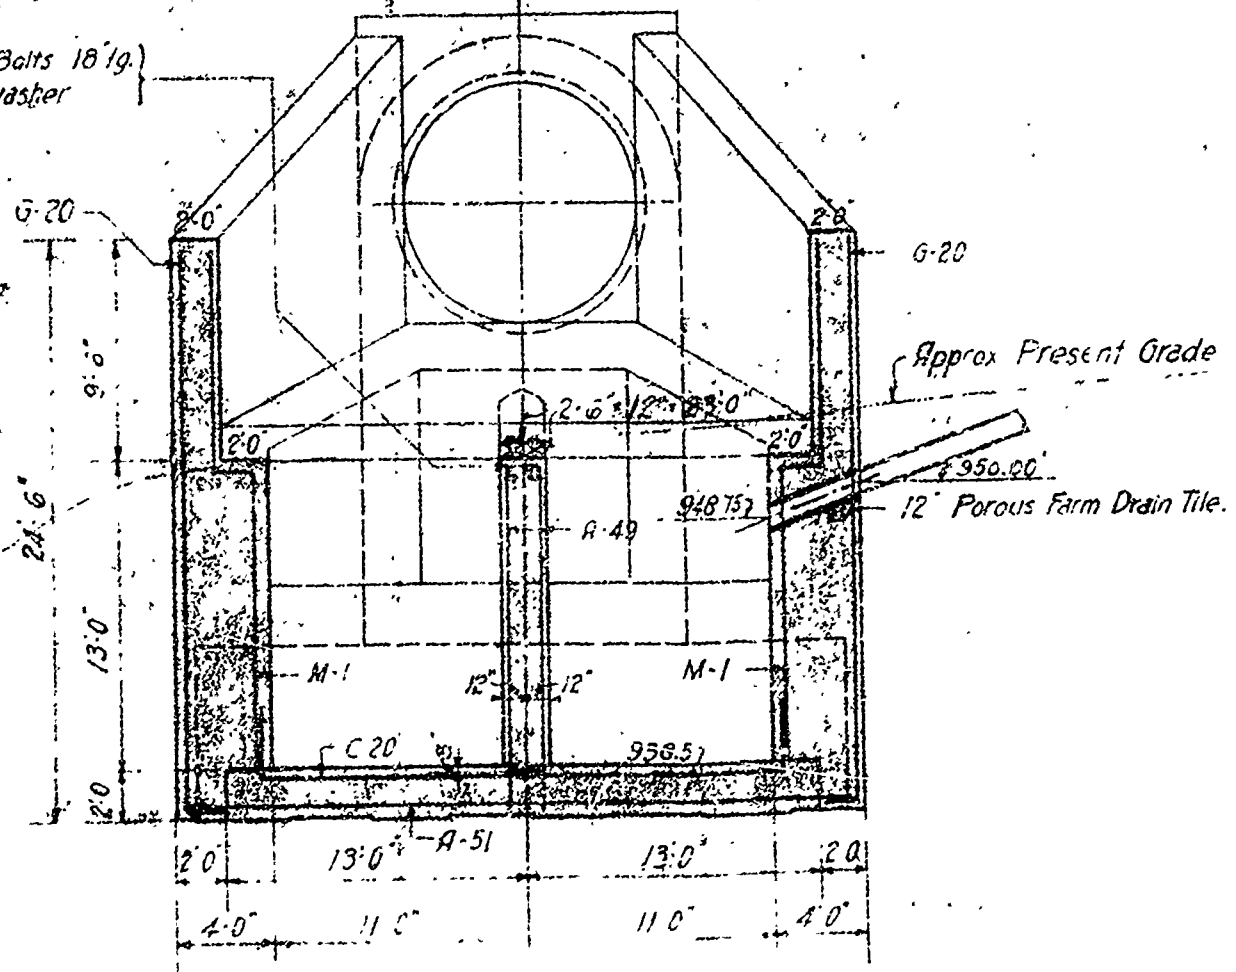 Bolts 18" lg.)
washer
G-20
2'-0"
2'-0"
G-20
Approx Present Grade
9'-6"
2'-0"
2'-0"
950.00'
948.75
12" Porous Farm Drain Tile.
24'-6"
A-49
13'-0"
M-1
M-1
12"
12"
C 20
938.5
2'0
A-51
2'0"
13'-0"
13'-0"
2'0
4'-0"
11'-0"
11'0"
4'-0"